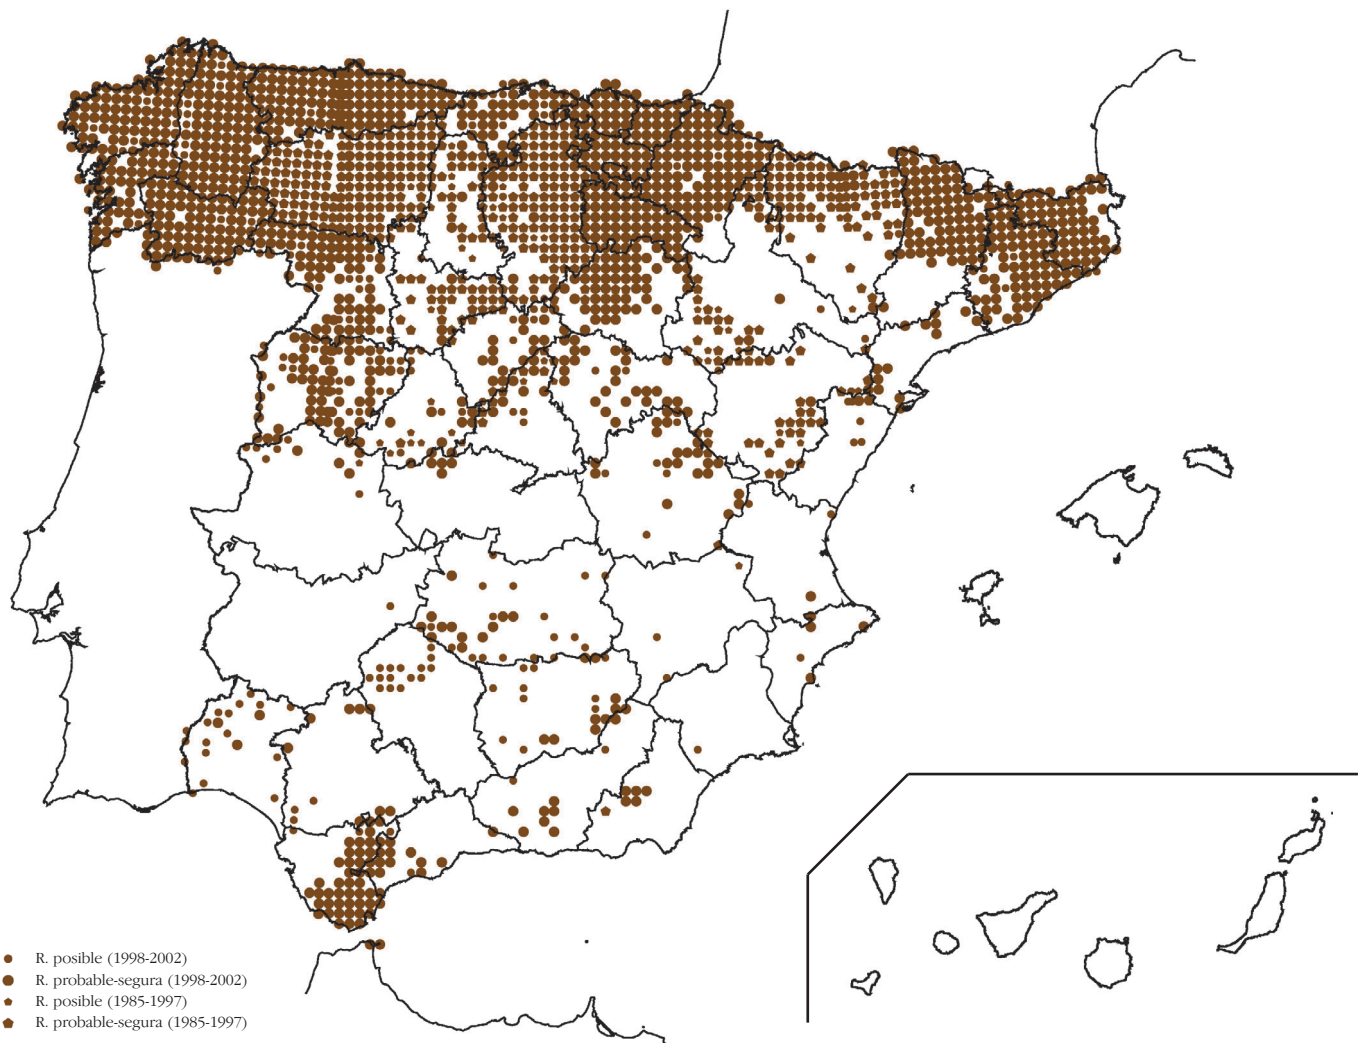 R. posible (1998-2002)
R. probable-segura (1998-2002)
R. posible (1985-1997)
R. probable-segura (1985-1997)